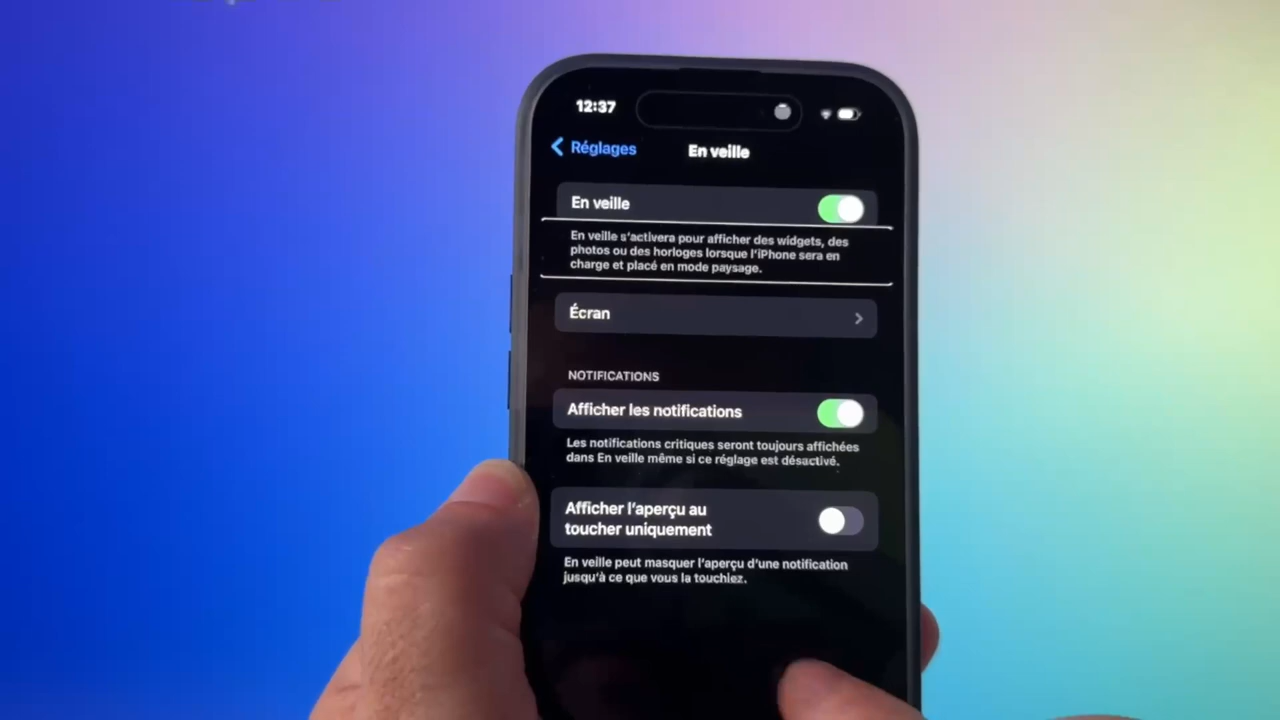 12:37
Réglages
En veille
En veille
En veille s'activera pour afficher des widgets, des
photos ou des horloges lorsque l'iPhone sera en
charge et placé en mode paysage.
Écran
NOTIFICATIONS
Afficher les notifications
Les notifications critiques seront toujours affichées
dans En veille même si ce réglage est désactivé.
Afficher l'aperçu au
toucher uniquement
En veille peut masquer l'aperçu d'une notification
jusqu'à ce que vous la touchiez.